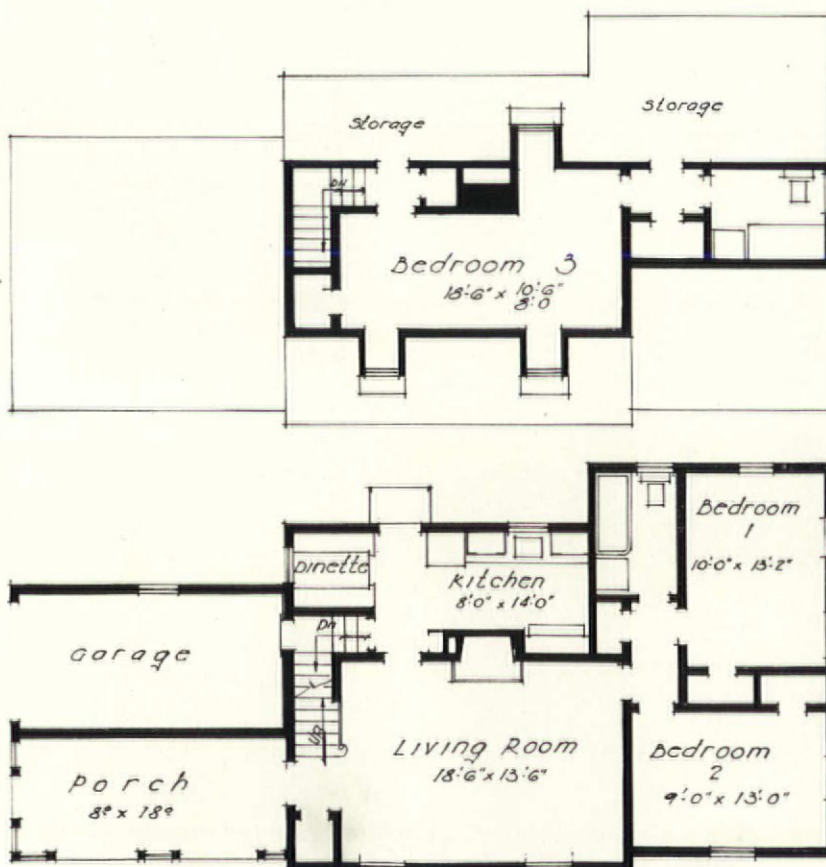 Storage
Storage
DN
Bedroom 3
18'-6" x 10'-6"
8'-0
Dinette
Kitchen
8'-0" x 14'-0"
Bedroom
1
10'-0" x 13'-2"
Dn
Garage
UP
Living Room
18'-6" x 13'-6"
Bedroom
2
9'-0" x 13'-0"
Porch
8⁰ x 18⁰